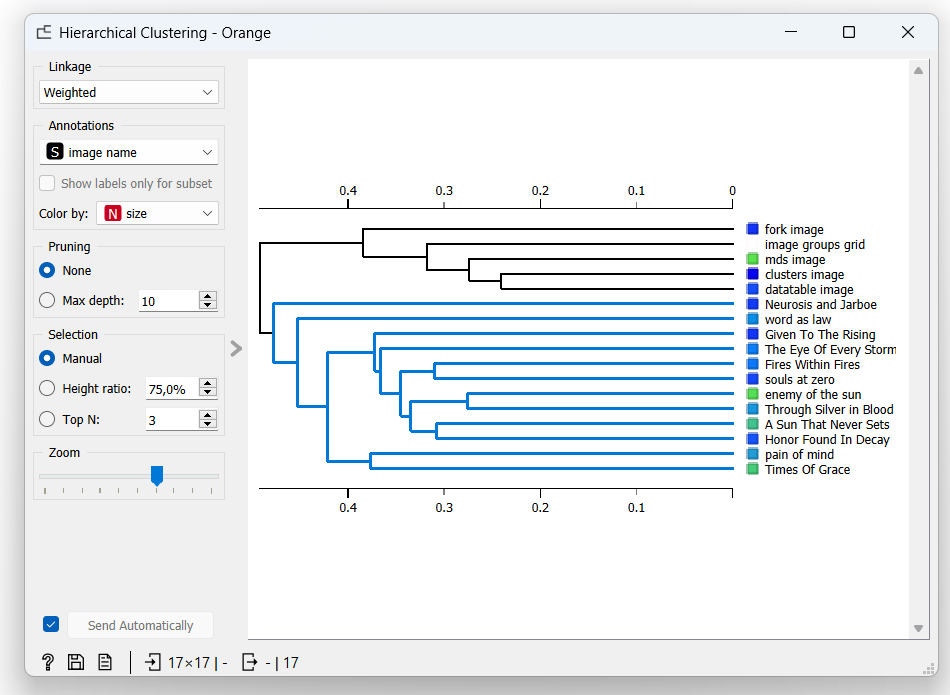 Hierarchical Clustering - Orange
Linkage
Weighted
Annotations
S image name
Show labels only for subset
Color by: N size
Pruning
None
Max depth: 10
Selection
Manual
Height ratio: 75,0%
Top N: 3
Zoom
Send Automatically
? 17×17 | - - | 17
0.4 0.3 0.2 0.1 0
fork image
image groups grid
mds image
clusters image
datatable image
Neurosis and Jarboe
word as law
Given To The Rising
The Eye Of Every Storm
Fires Within Fires
souls at zero
enemy of the sun
Through Silver in Blood
A Sun That Never Sets
Honor Found In Decay
pain of mind
Times Of Grace
0.4 0.3 0.2 0.1